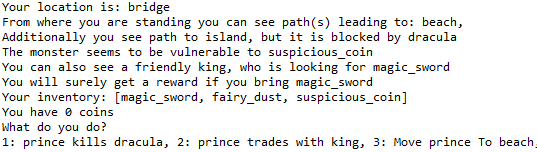 Your location is: bridge
From where you are standing you can see path(s) leading to: beach,
Additionally you see path to island, but it is blocked by dracula
The monster seems to be vulnerable to suspicious_coin
You can also see a friendly king, who is looking for magic_sword
You will surely get a reward if you bring magic_sword
Your inventory: [magic_sword, fairy_dust, suspicious_coin]
You have 0 coins
What do you do?
1: prince kills dracula, 2: prince trades with king, 3: Move prince To beach,